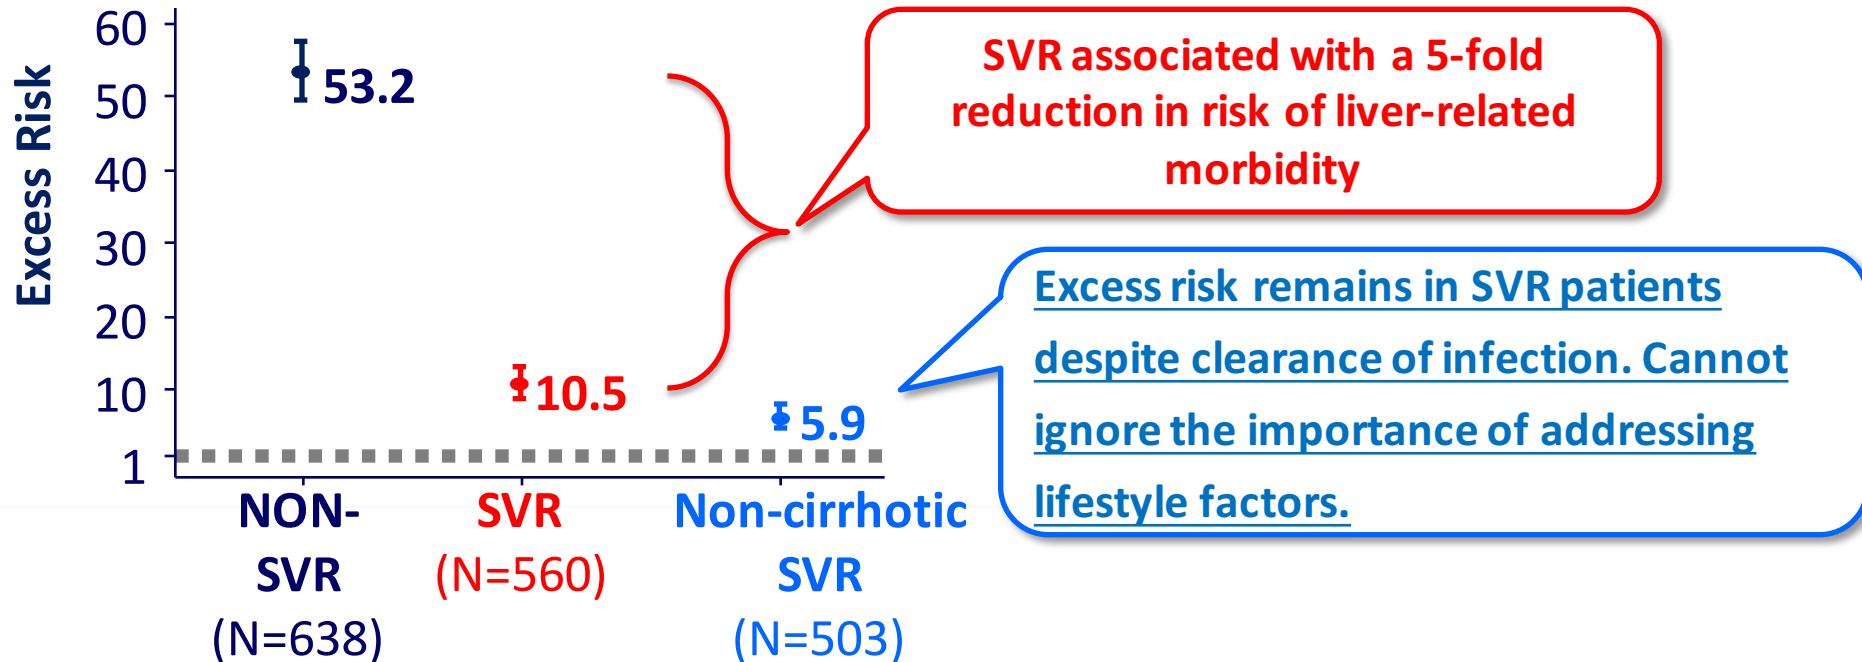 Excess Risk
60
50
40
30
20
10
1
53.2
10.5
5.9
SVR associated with a 5-fold
reduction in risk of liver-related
morbidity
Excess risk remains in SVR patients
despite clearance of infection. Cannot
ignore the importance of addressing
lifestyle factors.
NON-
SVR
(N=638)
SVR
(N=560)
Non-cirrhotic
SVR
(N=503)